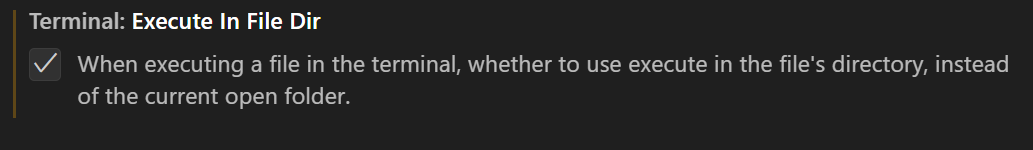 Terminal: Execute In File Dir
When executing a file in the terminal, whether to use execute in the file's directory, instead
of the current open folder.